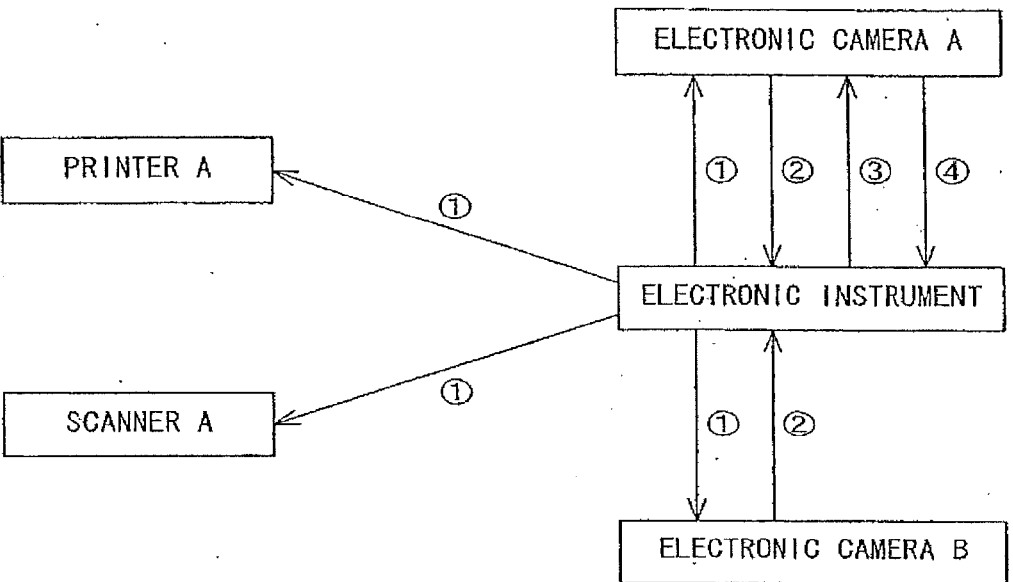 ELECTRONIC CAMERA A
PRINTER A
① ② ③ ④
①
ELECTRONIC INSTRUMENT
①
SCANNER A
① ②
ELECTRONIC CAMERA B